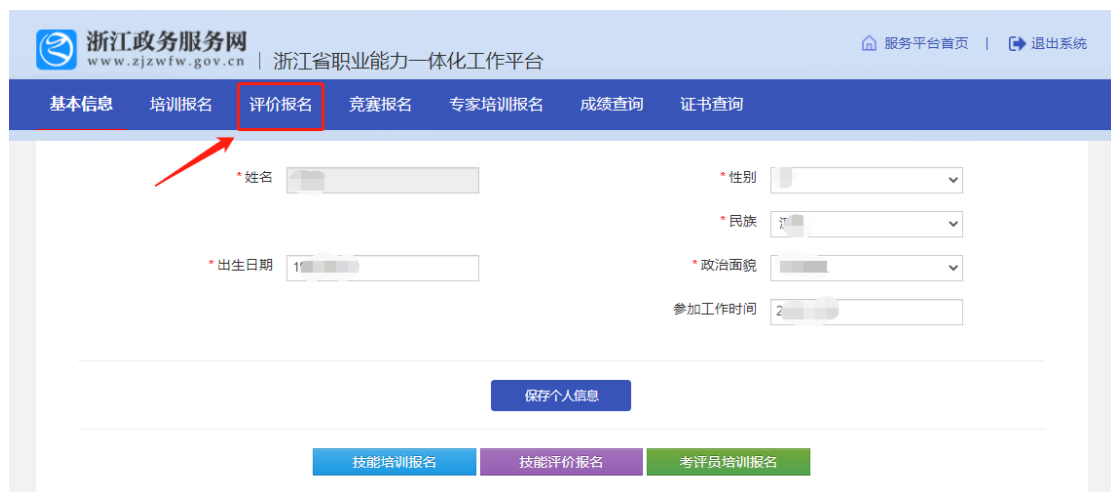 浙江政务服务网
www.zjzwfw.gov.cn | 浙江省职业能力一体化工作平台
服务平台首页 | 退出系统
基本信息 培训报名 评价报名 竞赛报名 专家培训报名 成绩查询 证书查询
*姓名
*性别
*民族
*出生日期
*政治面貌
参加工作时间
保存个人信息
技能培训报名 技能评价报名 考评员培训报名